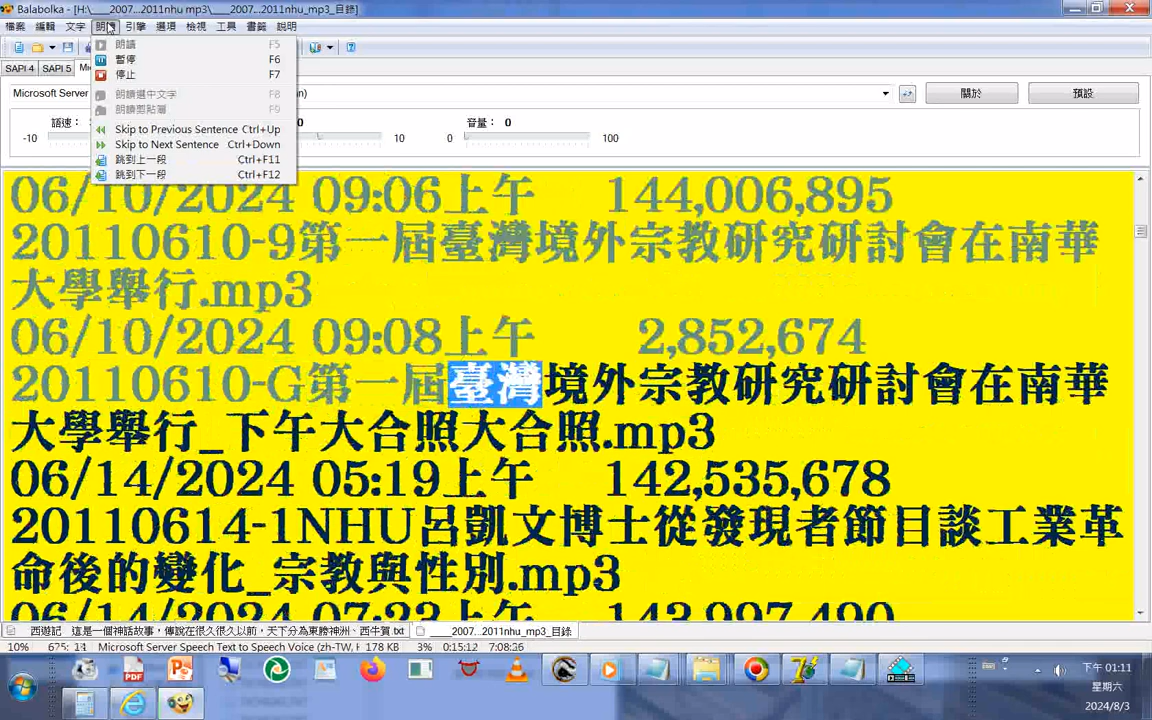 Balabolka - [H:\____2007...2011nhu mp3\____2007...2011nhu_mp3_目錄]
檔案 編輯 文字 朗讀 引擎 選項 檢視 工具 書籤 說明
朗讀 F5
暫停 F6
停止 F7
朗讀選中文字 F8
朗讀剪貼簿 F9
Skip to Previous Sentence Ctrl+Up
Skip to Next Sentence Ctrl+Down
跳到上一段 Ctrl+F11
跳到下一段 Ctrl+F12
SAPI 4 SAPI 5
Microsoft Server
關於 預設
語速: 0 音量: 0
-10 10 0 100
06/10/2024 09:06上午 144,006,895
20110610-9第一屆臺灣境外宗教研究研討會在南華
大學舉行.mp3
06/10/2024 09:08上午 2,852,674
20110610-G第一屆臺灣境外宗教研究研討會在南華
大學舉行_下午大合照大合照.mp3
06/14/2024 05:19上午 142,535,678
20110614-1NHU呂凱文博士從發現者節目談工業革
命後的變化_宗教與性別.mp3
06/14/2024 07:23上午 143,997,490
西遊記 這是一個神話故事，傳說在很久很久以前，天下分為東勝神洲、西牛賀.txt ____2007...2011nhu_mp3_目錄
10% Microsoft Server Speech Text to Speech Voice (zh-TW, 178 KB 3% 0:15:12 7:08:26
下午 01:11
星期六
2024/8/3